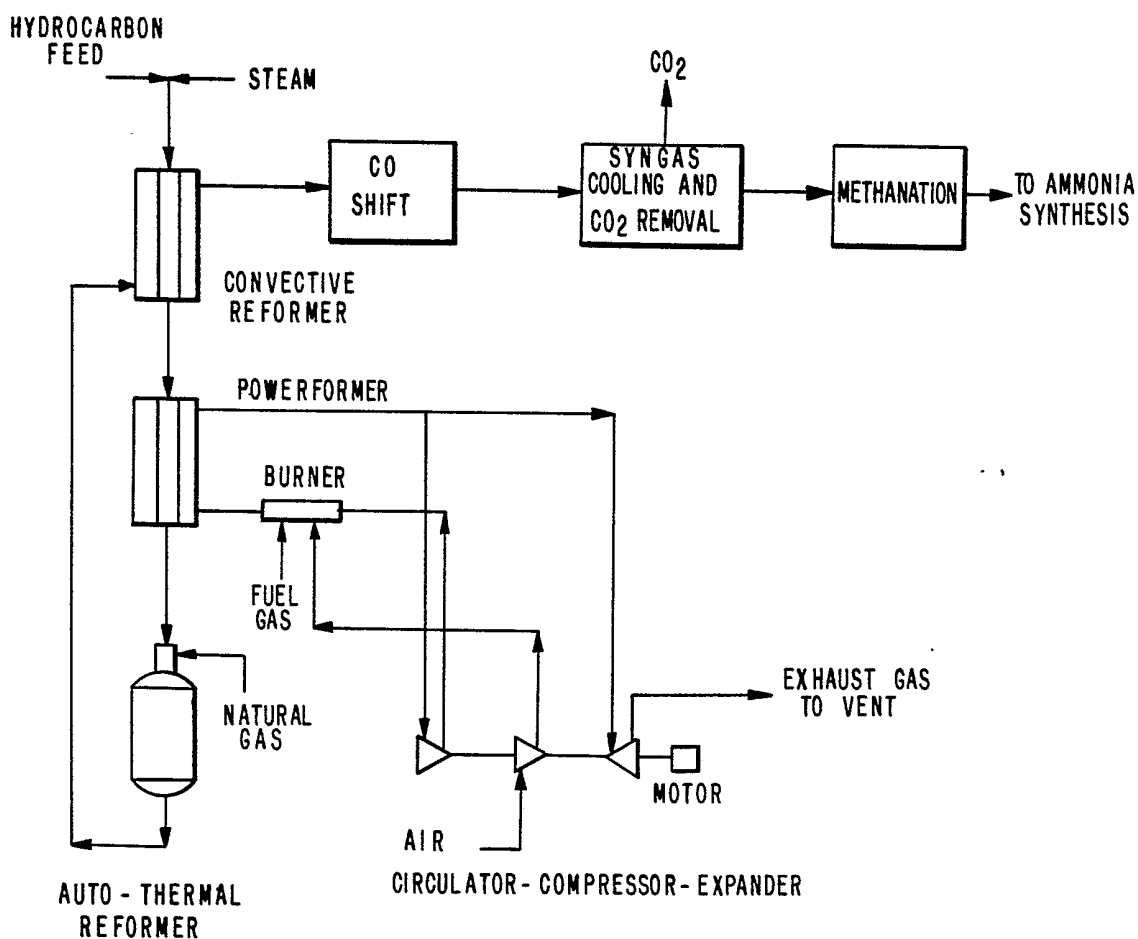 HYDROCARBON
FEED
STEAM
CO2
CO
SHIFT
SYNGAS
COOLING AND
CO2 REMOVAL
METHANATION
TO AMMONIA
SYNTHESIS
CONVECTIVE
REFORMER
POWERFORMER
BURNER
FUEL
GAS
NATURAL
GAS
EXHAUST GAS
TO VENT
MOTOR
AIR
CIRCULATOR-COMPRESSOR-EXPANDER
AUTO-THERMAL
REFORMER